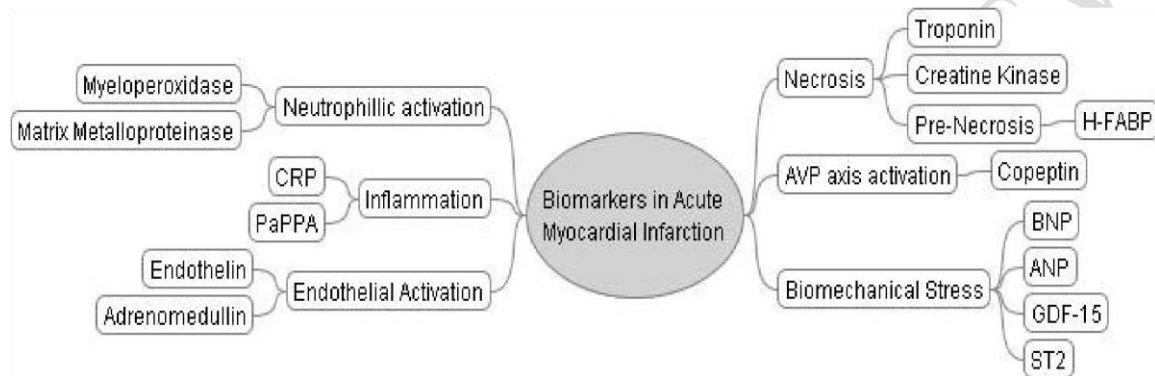 Myeloperoxidase
Matrix Metalloproteinase
Neutrophillic activation
CRP
PaPPA
Inflammation
Endothelin
Adrenomedullin
Endothelial Activation
Biomarkers in Acute
Myocardial Infarction
Necrosis
Troponin
Creatine Kinase
Pre-Necrosis
H-FABP
AVP axis activation
Copeptin
Biomechanical Stress
BNP
ANP
GDF-15
ST2